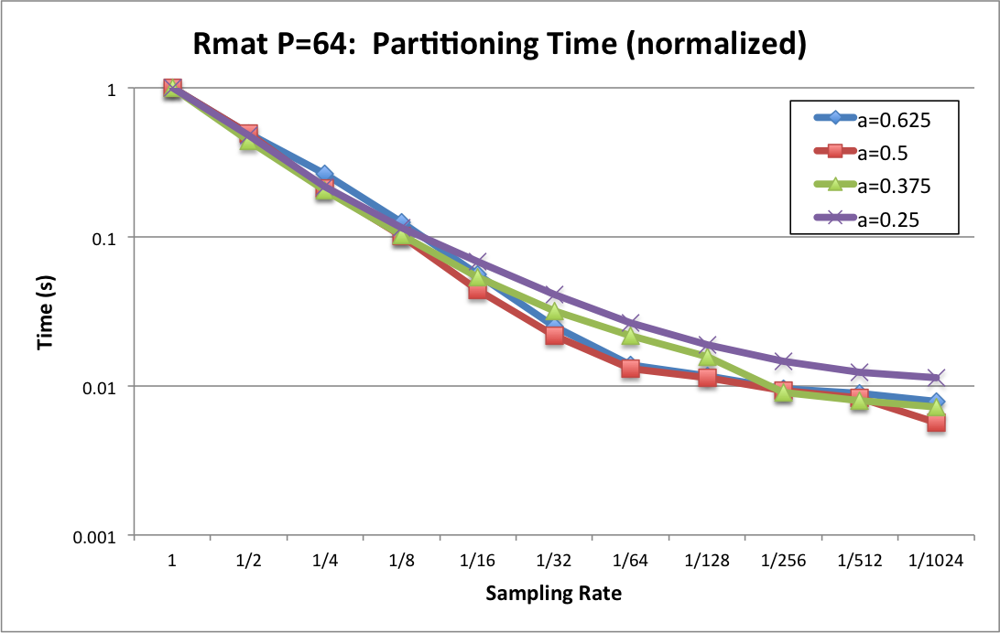 Rmat P=64:  Partitioning Time (normalized)
1
0.1
0.01
0.001
Time (s)
a=0.625
a=0.5
a=0.375
a=0.25
1 1/2 1/4 1/8 1/16 1/32 1/64 1/128 1/256 1/512 1/1024
Sampling Rate